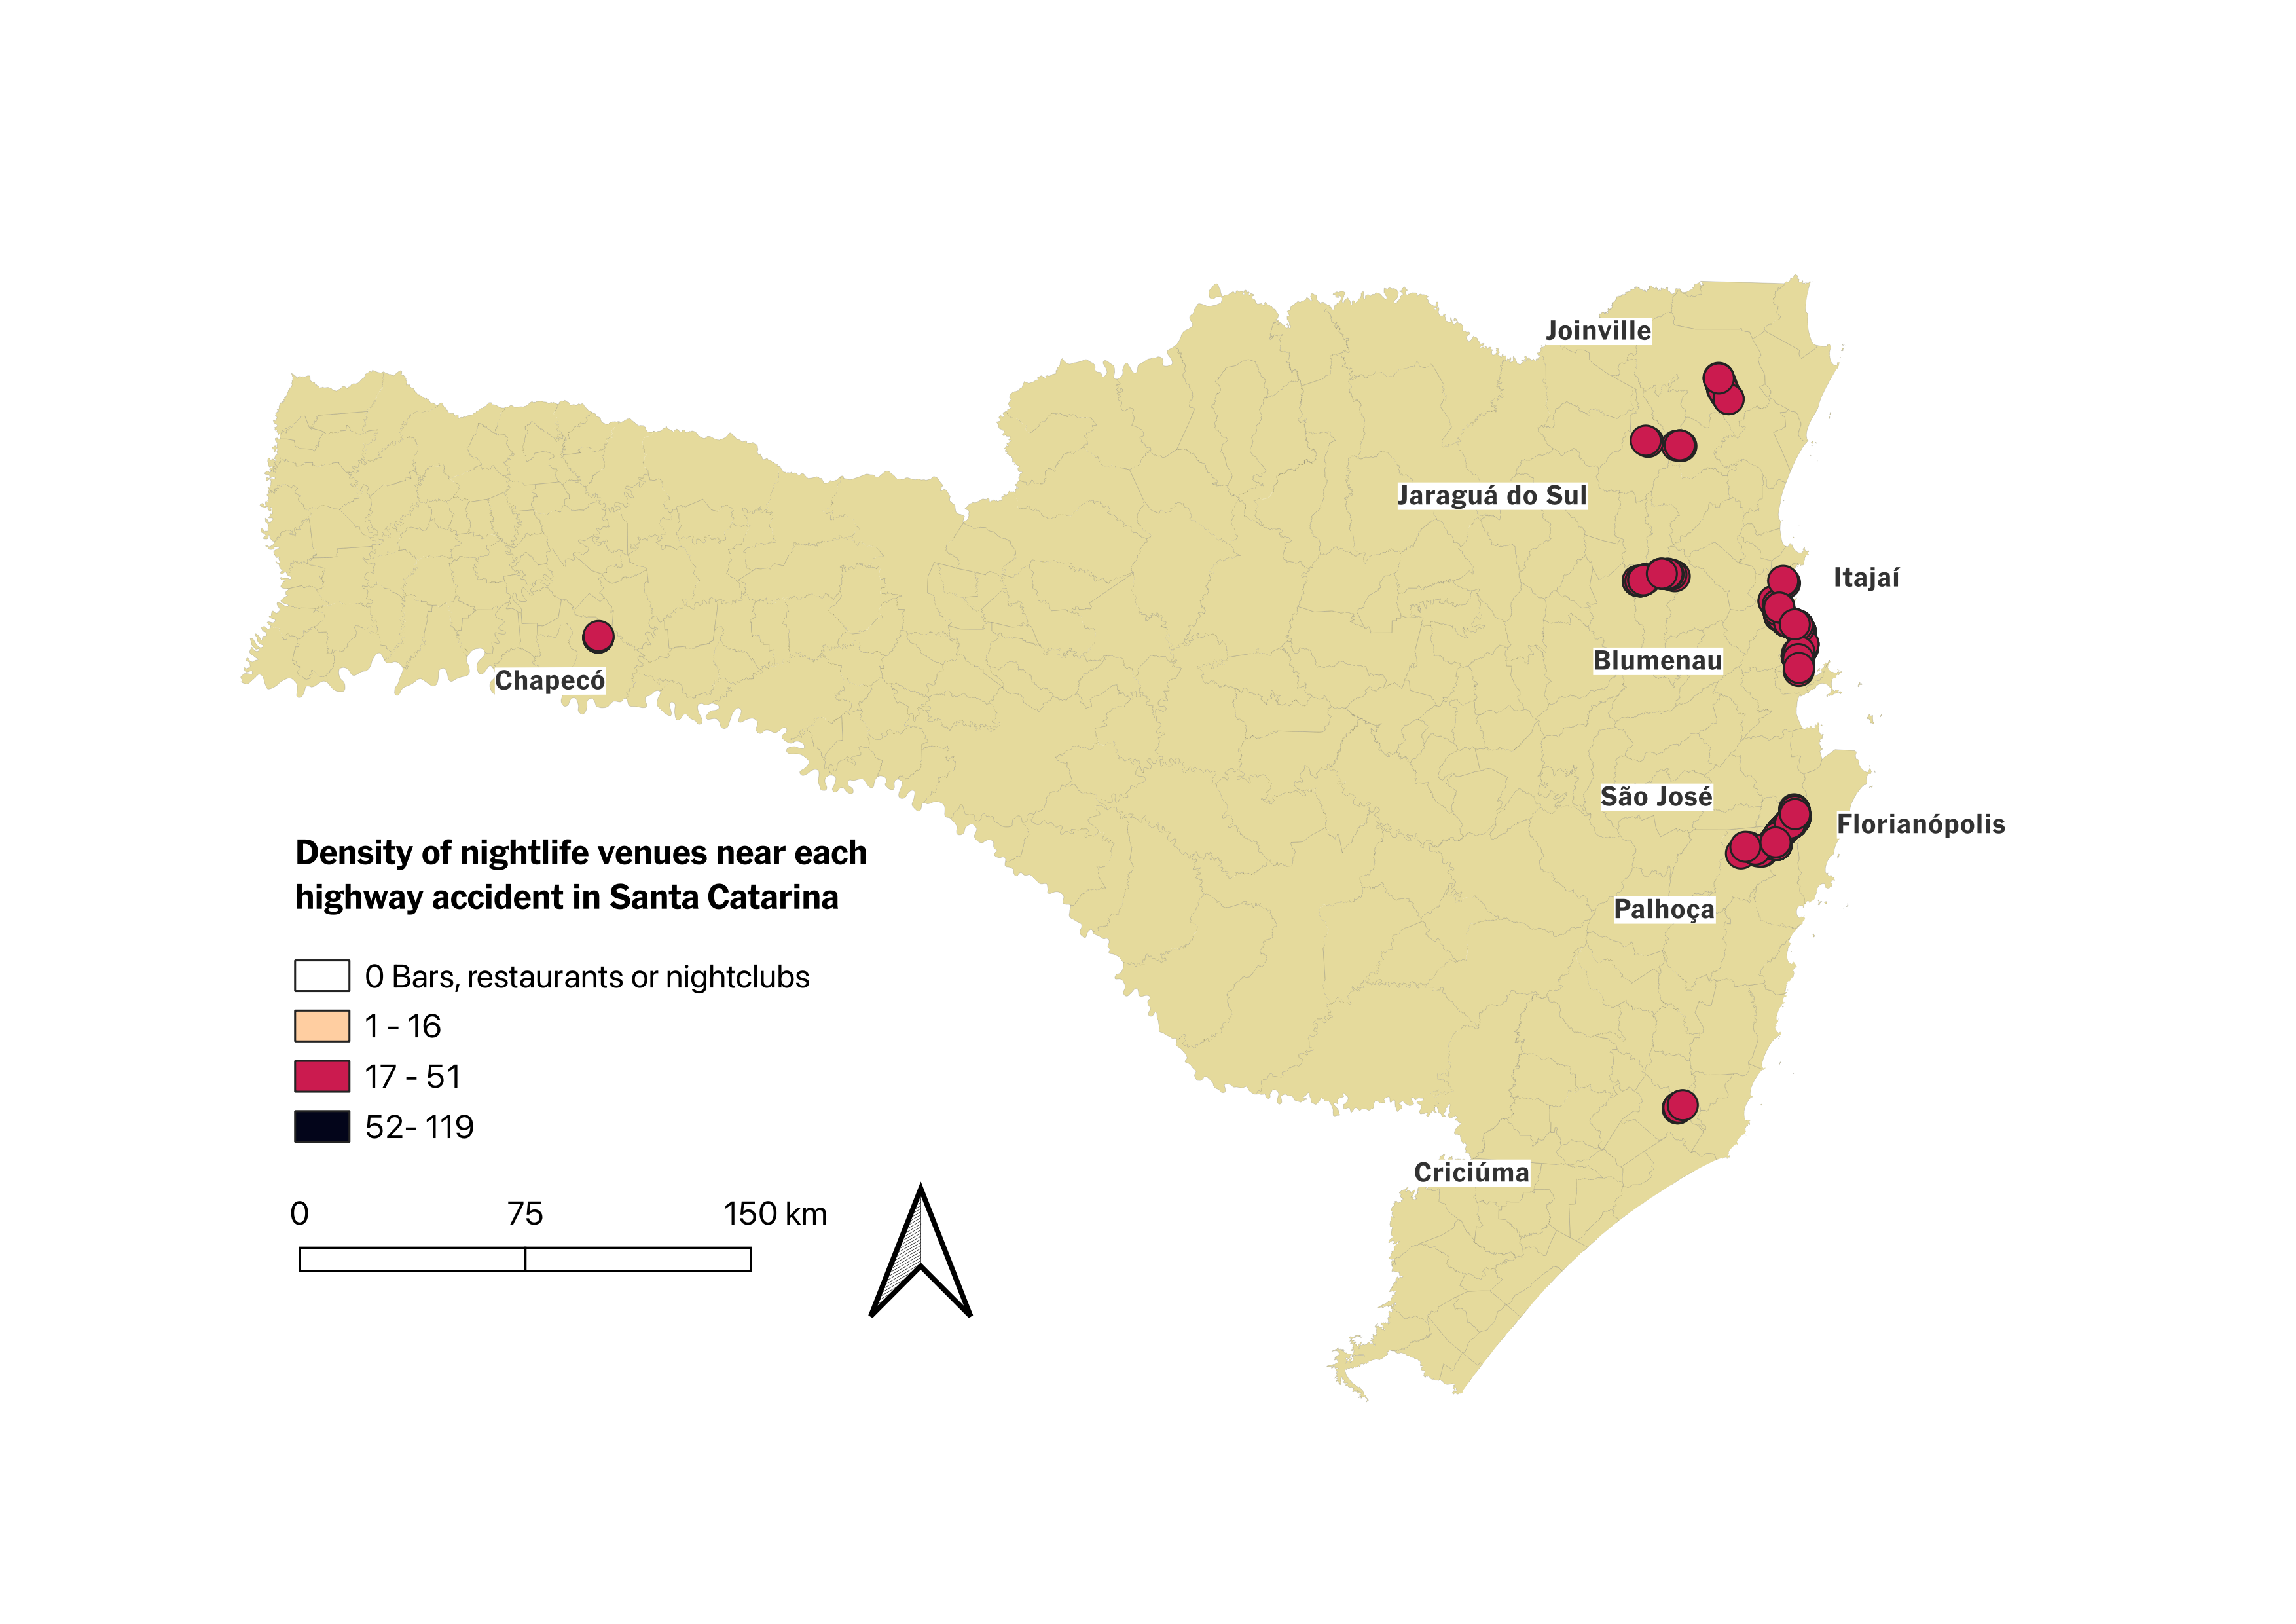 Joinville
Jaraguá do Sul
Itajaí
Blumenau
Chapecó
São José
Florianópolis
Palhoça
Criciúma
Density of nightlife venues near each
highway accident in Santa Catarina
0 Bars, restaurants or nightclubs
1 - 16
17 - 51
52- 119
0 75 150 km